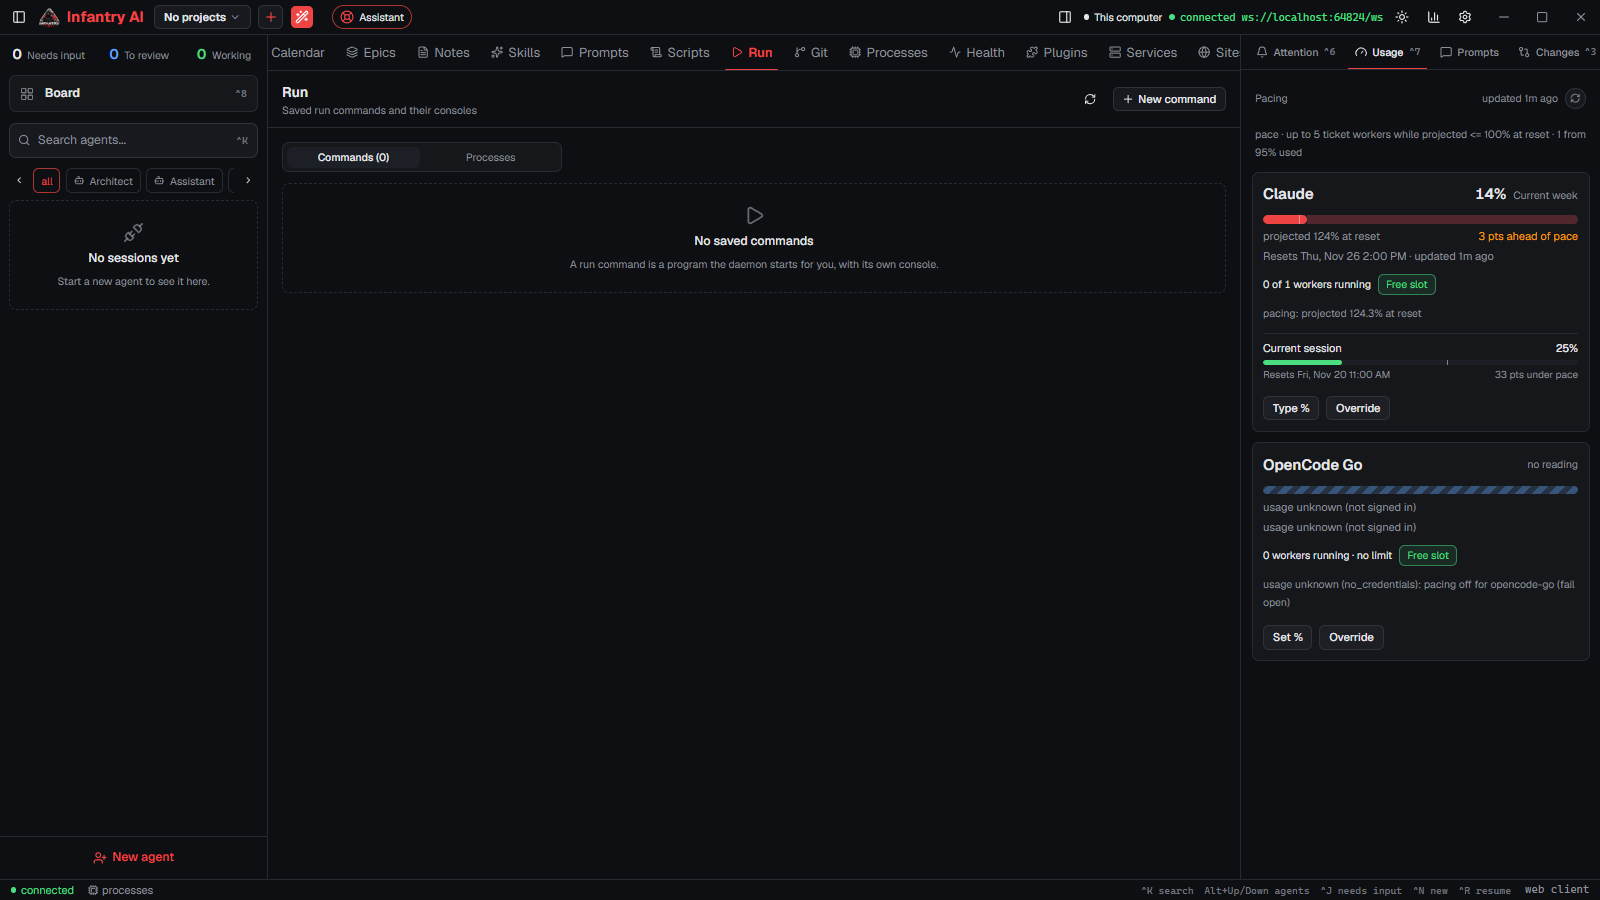 Infantry AI
No projects
Assistant
This computer
connected ws://localhost:64824/ws
0 Needs input
0 To review
0 Working
Board ^8
Search agents... ^K
all
Architect
Assistant
No sessions yet
Start a new agent to see it here.
New agent
Calendar
Epics
Notes
Skills
Prompts
Scripts
Run
Git
Processes
Health
Plugins
Services
Sites
Run
Saved run commands and their consoles
New command
Commands (0)
Processes
No saved commands
A run command is a program the daemon starts for you, with its own console.
Attention ^6
Usage ^7
Prompts
Changes ^3
Pacing
updated 1m ago
pace · up to 5 ticket workers while projected <= 100% at reset · 1 from
95% used
Claude
14% Current week
projected 124% at reset
3 pts ahead of pace
Resets Thu, Nov 26 2:00 PM · updated 1m ago
0 of 1 workers running
Free slot
pacing: projected 124.3% at reset
Current session
25%
Resets Fri, Nov 20 11:00 AM
33 pts under pace
Type %
Override
OpenCode Go
no reading
usage unknown (not signed in)
usage unknown (not signed in)
0 workers running · no limit
Free slot
usage unknown (no_credentials): pacing off for opencode-go (fail
open)
Set %
Override
connected
processes
^K search
Alt+Up/Down agents
^J needs input
^N new
^R resume
web client